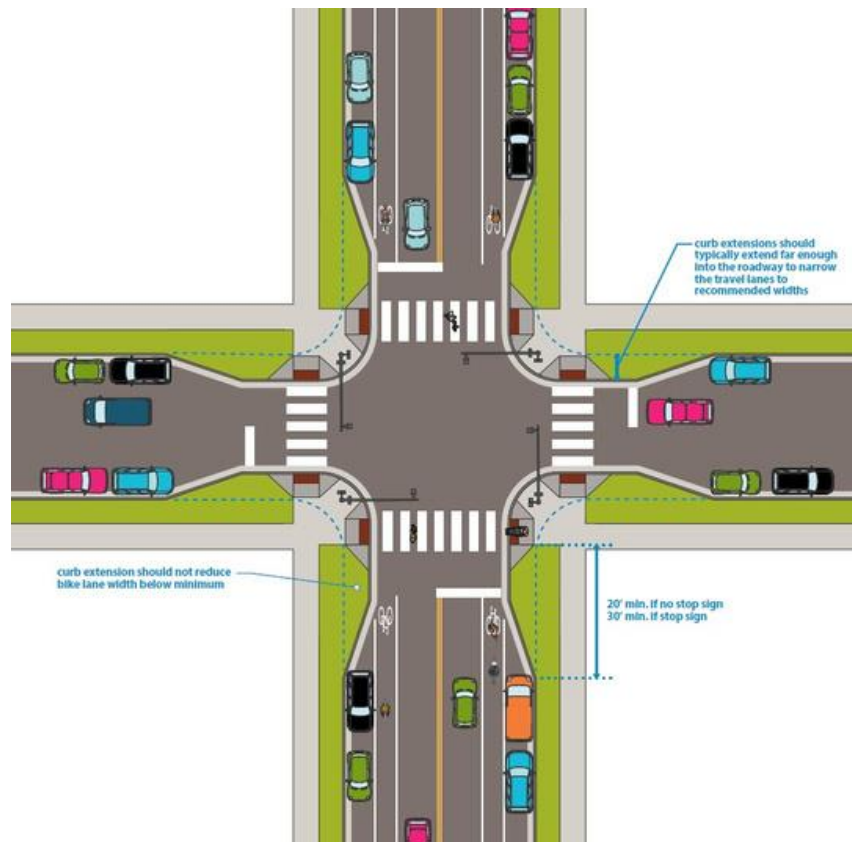 curb extensions should
typically extend far enough
into the roadway to narrow
the travel lanes to
recommended widths
curb extension should not reduce
bike lane width below minimum
20' min. if no stop sign
30' min. if stop sign